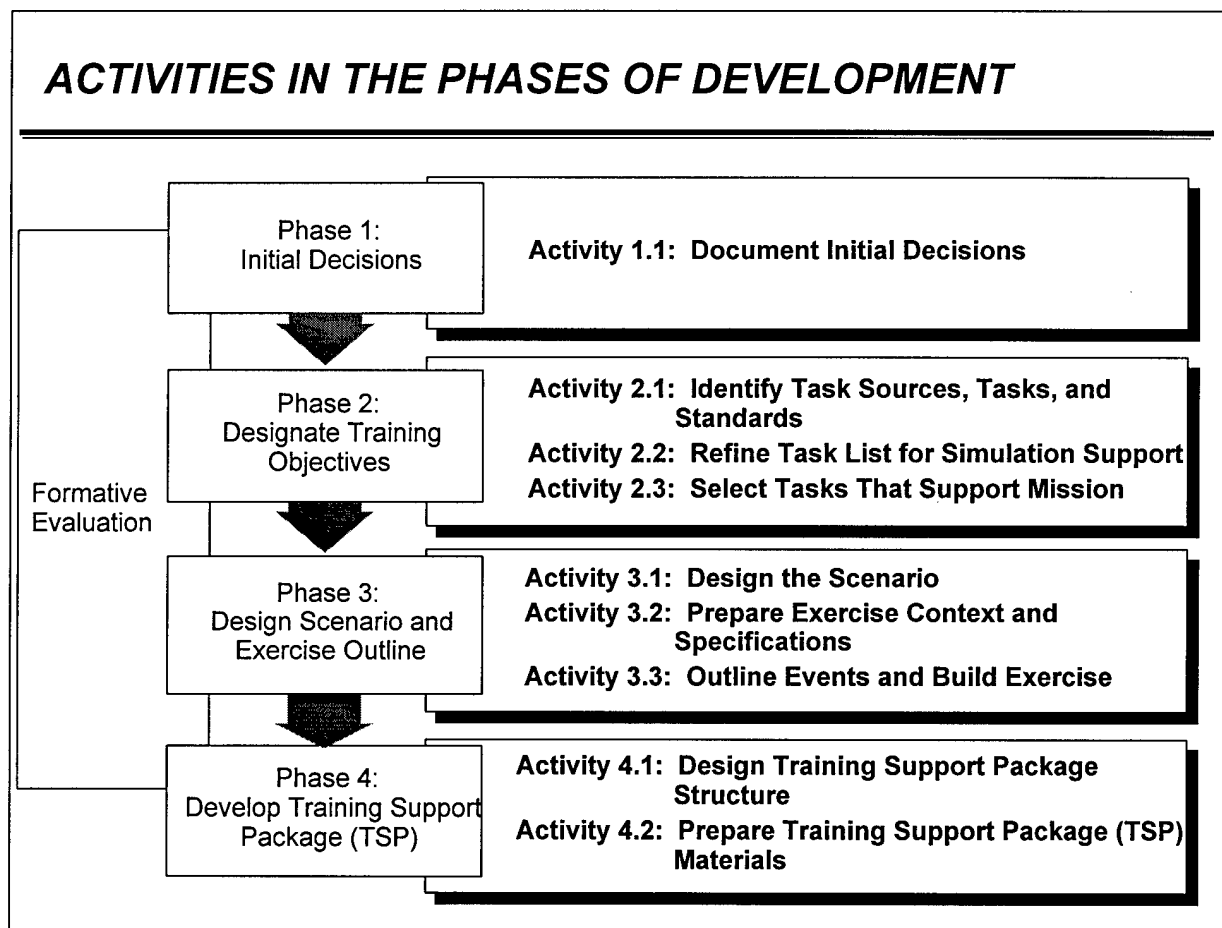 ACTIVITIES IN THE PHASES OF DEVELOPMENT
Phase 1:
Initial Decisions
Activity 1.1: Document Initial Decisions
Phase 2:
Designate Training
Objectives
Activity 2.1: Identify Task Sources, Tasks, and
Standards
Activity 2.2: Refine Task List for Simulation Support
Activity 2.3: Select Tasks That Support Mission
Formative
Evaluation
Phase 3:
Design Scenario and
Exercise Outline
Activity 3.1: Design the Scenario
Activity 3.2: Prepare Exercise Context and
Specifications
Activity 3.3: Outline Events and Build Exercise
Phase 4:
Develop Training Support
Package (TSP)
Activity 4.1: Design Training Support Package
Structure
Activity 4.2: Prepare Training Support Package (TSP)
Materials